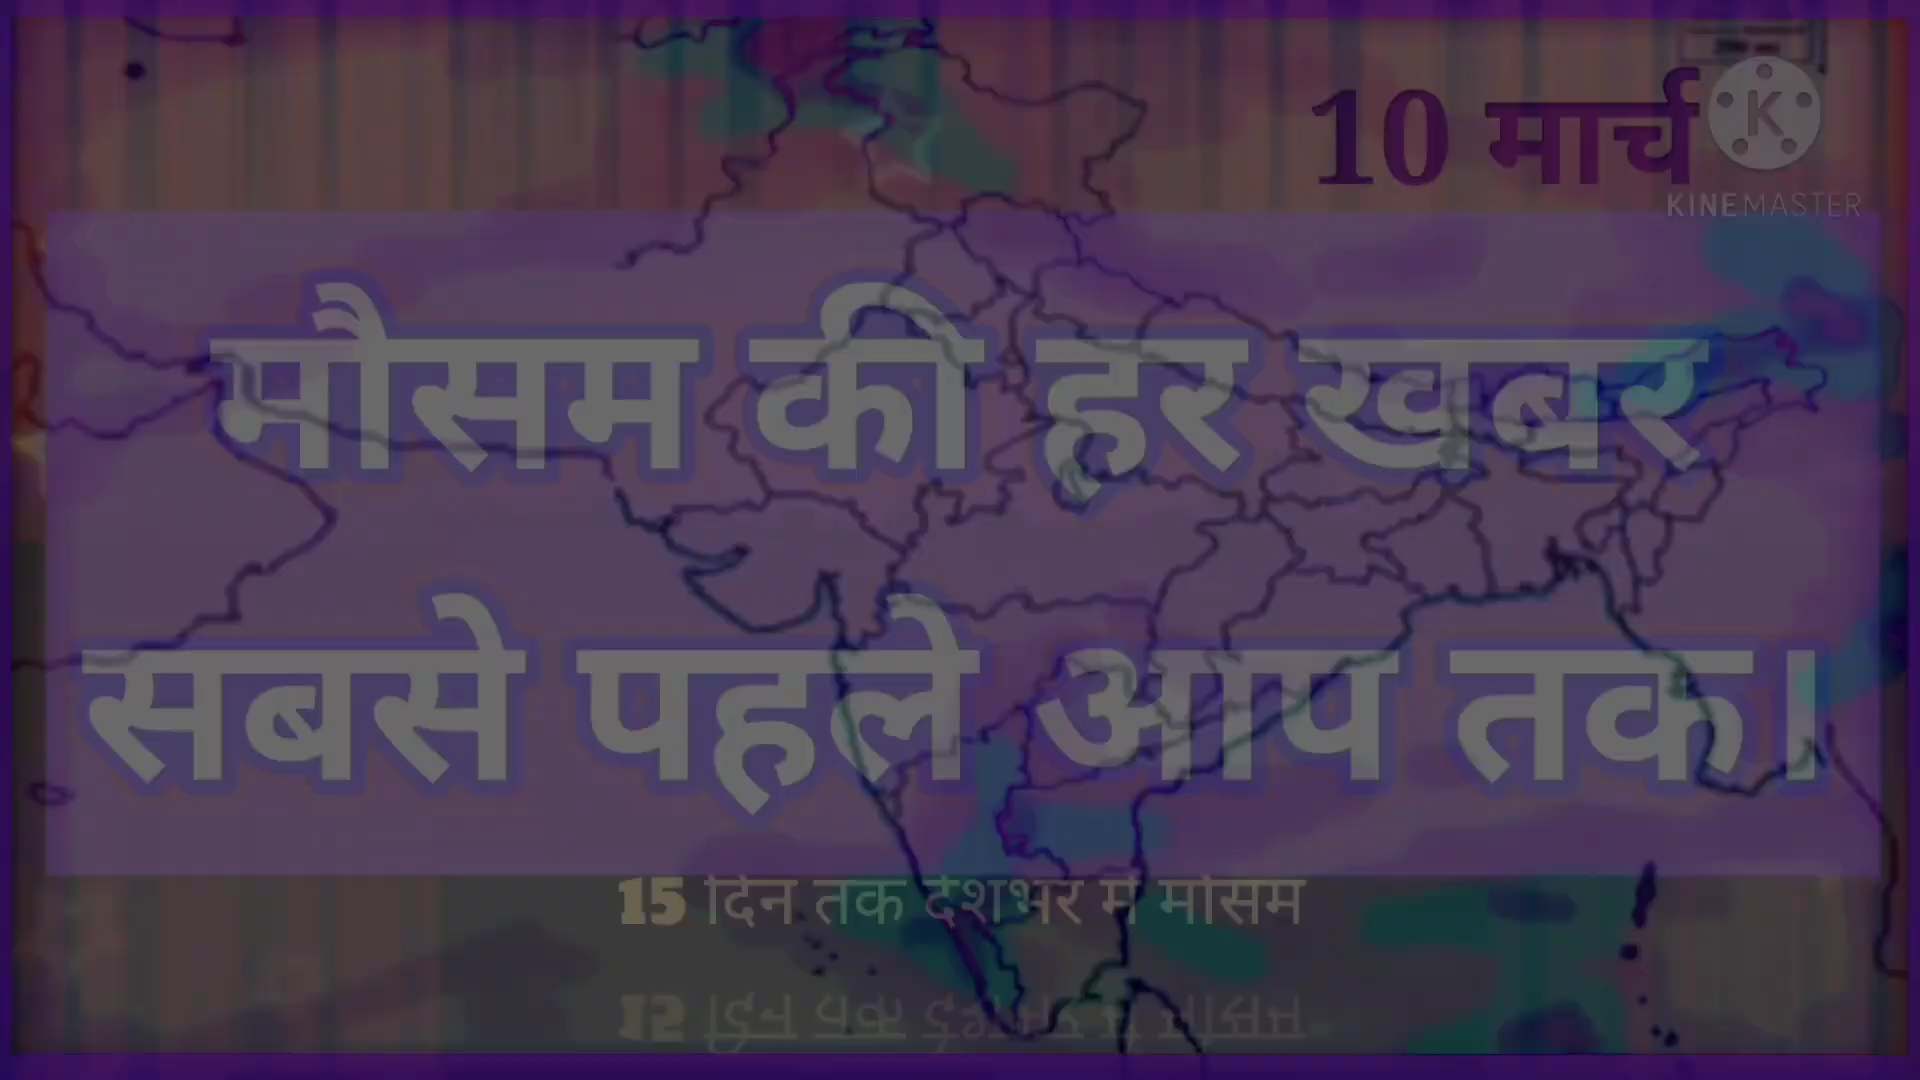 10 मार्च
KINEMASTER
मौसम की हर खबर
सबसे पहले आप तक।
15 दिन तक देशभर में मौसम